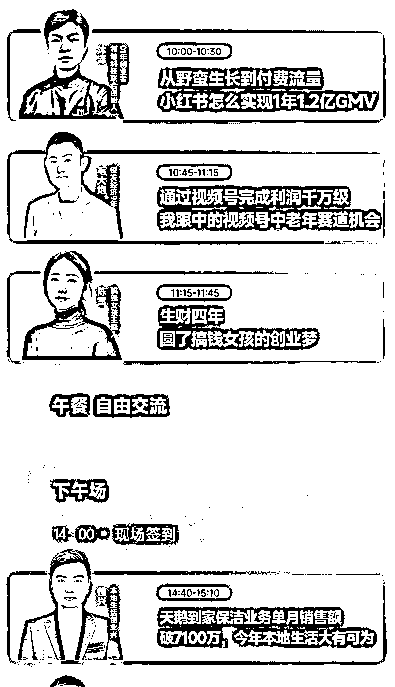 10:00-10:30
从野蛮生长到付费流量
小红书怎么实现1年1.2亿GMV
10:45-11:15
通过视频号完成利润千万级
我眼中的视频号中老年赛道机会
11:15-11:45
生财四年
圆了搞钱女孩的创业梦
午餐 自由交流
下午场
14:00 现场签到
14:40-15:10
天鹅到家保洁业务单月销售额
破7100万，今年本地生活大有可为